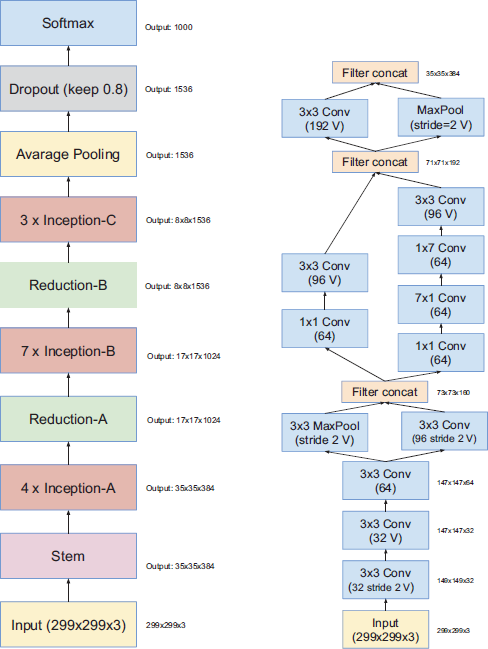 Softmax
Output: 1000
Dropout (keep 0.8)
Output: 1536
Avarage Pooling
Output: 1536
3 x Inception-C
Output: 8x8x1536
Reduction-B
Output: 8x8x1536
7 x Inception-B
Output: 17x17x1024
Reduction-A
Output: 17x17x1024
4 x Inception-A
Output: 35x35x384
Stem
Output: 35x35x384
Input (299x299x3)
299x299x3
Filter concat
35x35x384
3x3 Conv
(192 V)
MaxPool
(stride=2 V)
Filter concat
71x71x192
3x3 Conv
(96 V)
1x7 Conv
(64)
3x3 Conv
(96 V)
7x1 Conv
(64)
1x1 Conv
(64)
1x1 Conv
(64)
Filter concat
73x73x160
3x3 MaxPool
(stride 2 V)
3x3 Conv
(96 stride 2 V)
3x3 Conv
(64)
147x147x64
3x3 Conv
(32 V)
147x147x32
3x3 Conv
(32 stride 2 V)
149x149x32
Input
(299x299x3)
299x299x3